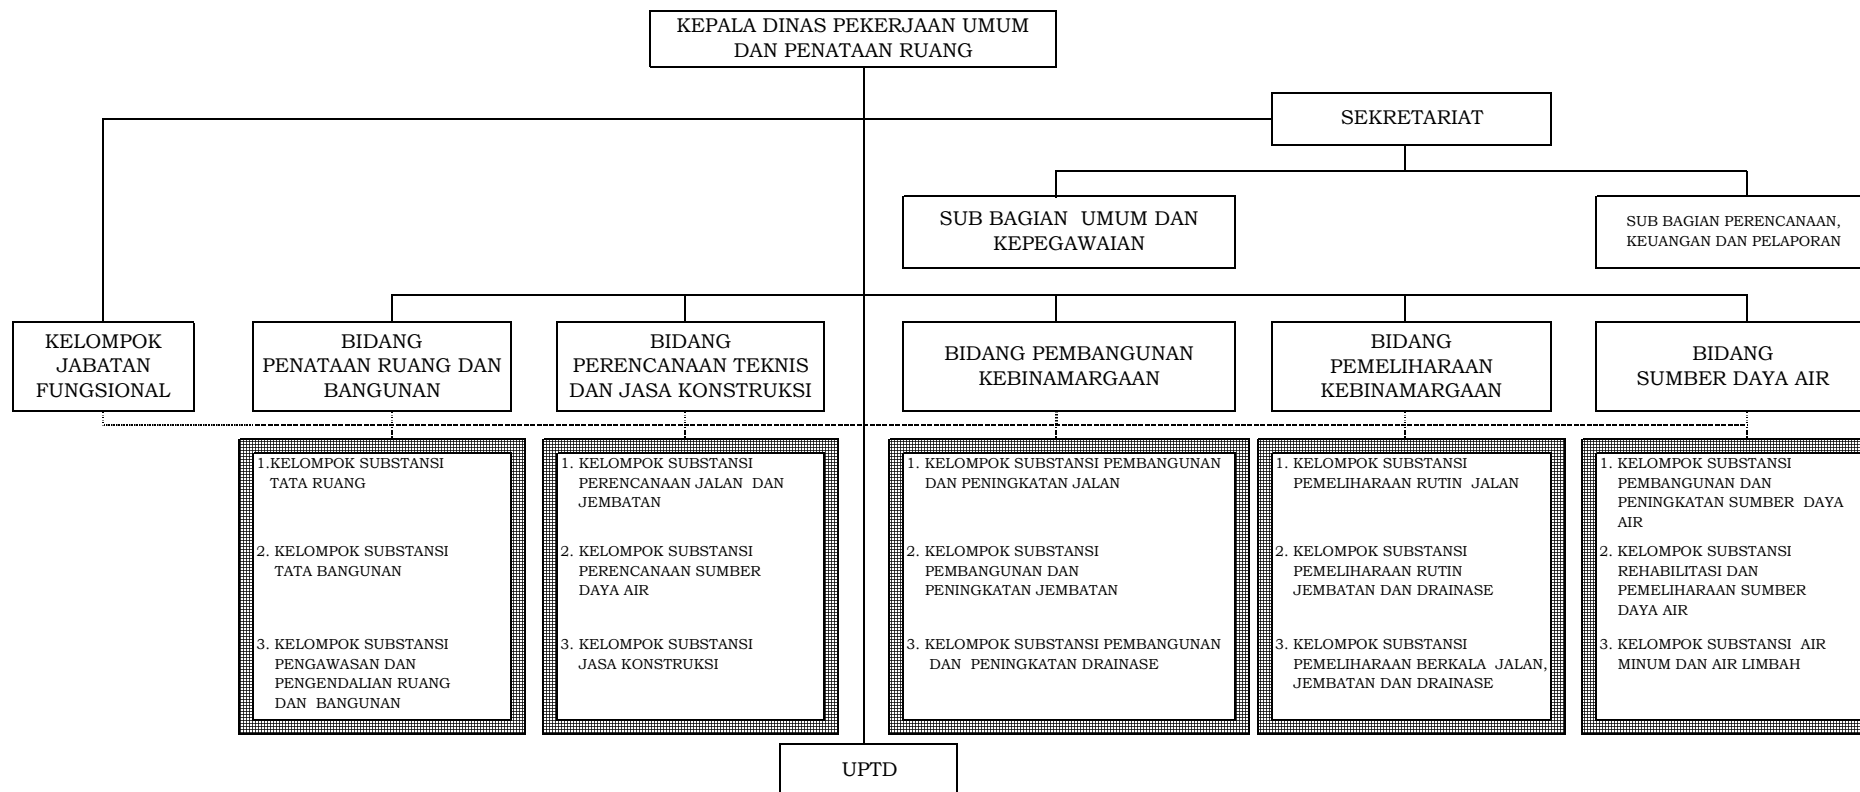 KEPALA DINAS PEKERJAAN UMUM
DAN PENATAAN RUANG
SEKRETARIAT
SUB BAGIAN UMUM DAN
KEPEGAWAIAN
SUB BAGIAN PERENCANAAN,
KEUANGAN DAN PELAPORAN
KELOMPOK
JABATAN
FUNGSIONAL
BIDANG
PENATAAN RUANG DAN
BANGUNAN
BIDANG
PERENCANAAN TEKNIS
DAN JASA KONSTRUKSI
BIDANG PEMBANGUNAN
KEBINAMARGAAN
BIDANG
PEMELIHARAAN
KEBINAMARGAAN
BIDANG
SUMBER DAYA AIR
1.KELOMPOK SUBSTANSI
TATA RUANG
2. KELOMPOK SUBSTANSI
TATA BANGUNAN
3. KELOMPOK SUBSTANSI
PENGAWASAN DAN
PENGENDALIAN RUANG
DAN BANGUNAN
1. KELOMPOK SUBSTANSI
PERENCANAAN JALAN DAN
JEMBATAN
2. KELOMPOK SUBSTANSI
PERENCANAAN SUMBER
DAYA AIR
3. KELOMPOK SUBSTANSI
JASA KONSTRUKSI
1. KELOMPOK SUBSTANSI PEMBANGUNAN
DAN PENINGKATAN JALAN
2. KELOMPOK SUBSTANSI
PEMBANGUNAN DAN
PENINGKATAN JEMBATAN
3. KELOMPOK SUBSTANSI PEMBANGUNAN
DAN PENINGKATAN DRAINASE
1. KELOMPOK SUBSTANSI
PEMELIHARAAN RUTIN JALAN
2. KELOMPOK SUBSTANSI
PEMELIHARAAN RUTIN
JEMBATAN DAN DRAINASE
3. KELOMPOK SUBSTANSI
PEMELIHARAAN BERKALA JALAN,
JEMBATAN DAN DRAINASE
1. KELOMPOK SUBSTANSI
PEMBANGUNAN DAN
PENINGKATAN SUMBER DAYA
AIR
2. KELOMPOK SUBSTANSI
REHABILITASI DAN
PEMELIHARAAN SUMBER
DAYA AIR
3. KELOMPOK SUBSTANSI AIR
MINUM DAN AIR LIMBAH
UPTD